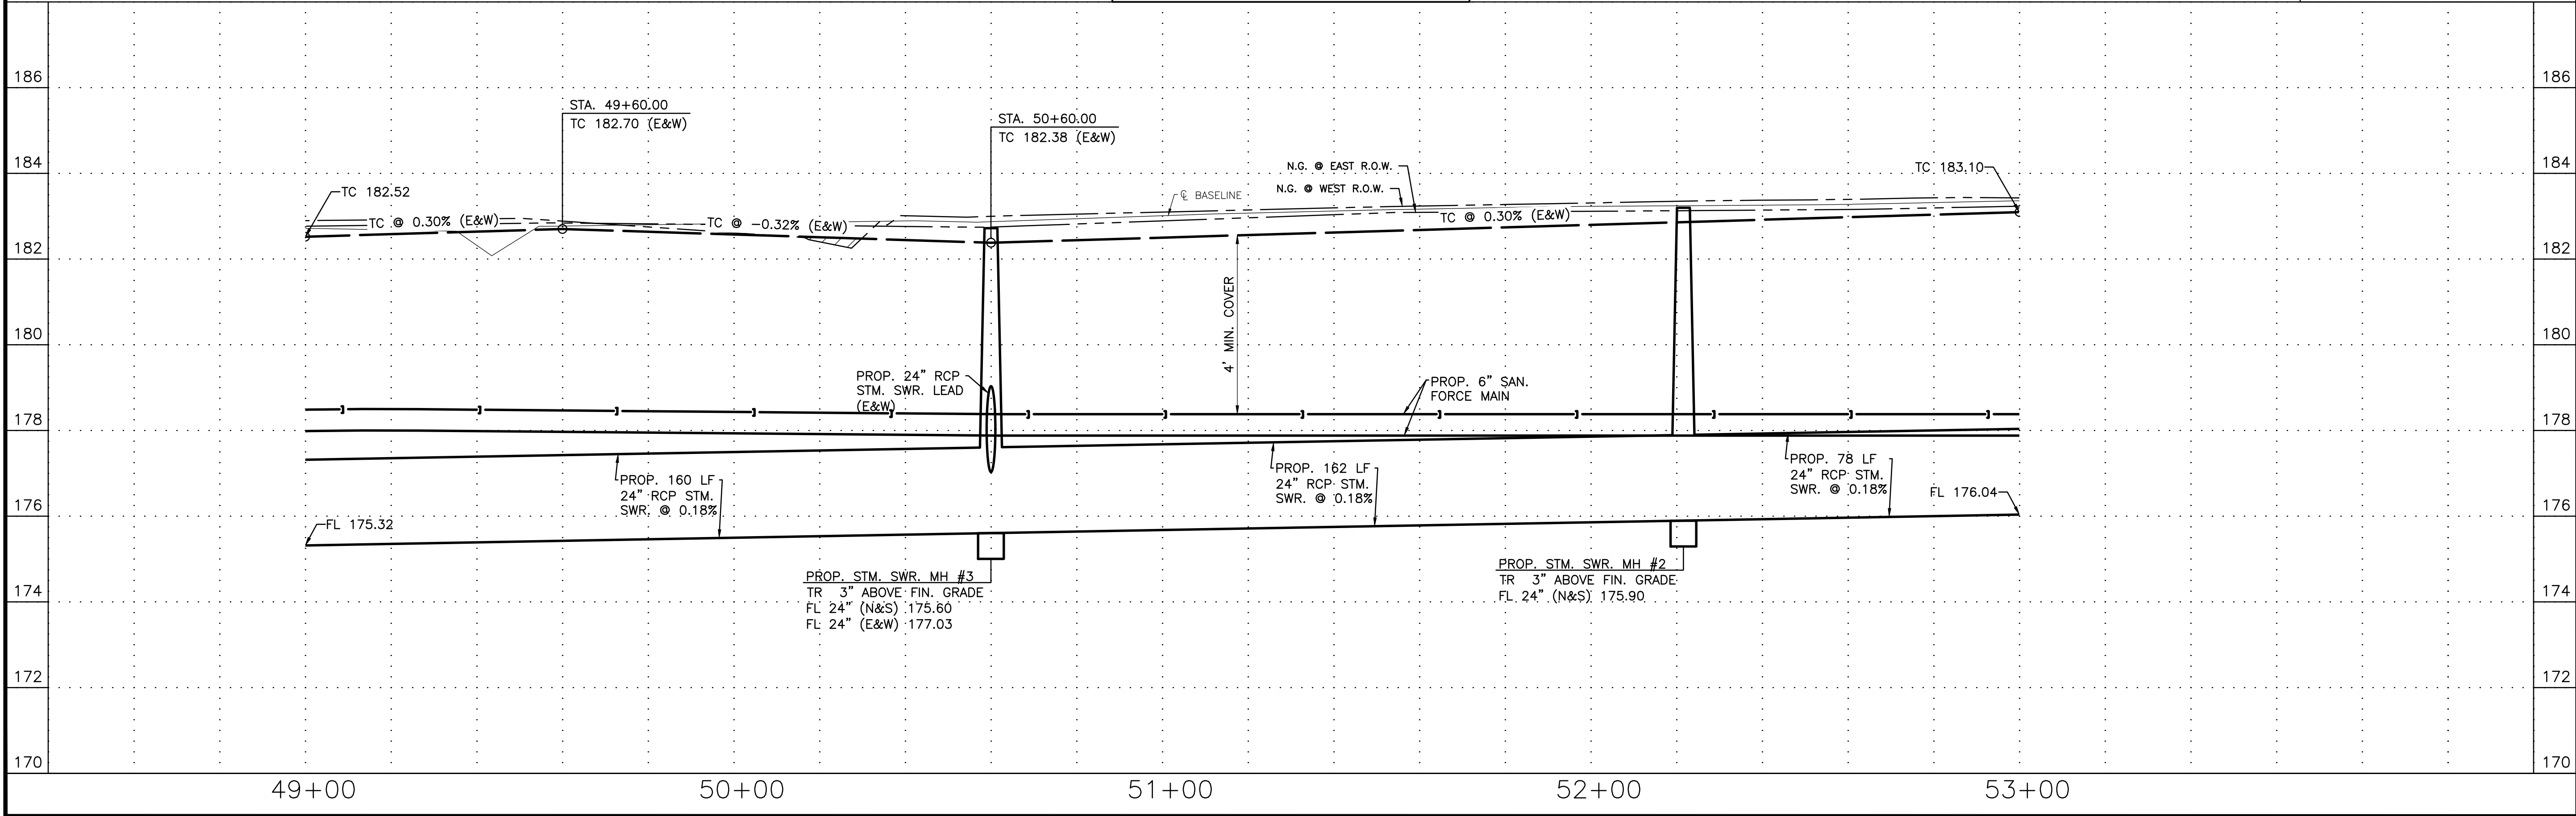 186
186
STA. 49+60.00
TC 182.70 (E&W)
STA. 50+60.00
TC 182.38 (E&W)
184
184
N.G. @ EAST R.O.W.
TC 183.10
TC 182.52
℄ BASELINE
N.G. @ WEST R.O.W.
TC @ 0.30% (E&W)
TC @ -0.32% (E&W)
TC @ 0.30% (E&W)
182
182
4' MIN. COVER
180
180
PROP. 24" RCP
STM. SWR. LEAD
(E&W)
PROP. 6" SAN.
FORCE MAIN
178
178
PROP. 160 LF
24" RCP STM.
SWR. @ 0.18%
PROP. 162 LF
24" RCP STM.
SWR. @ 0.18%
PROP. 78 LF
24" RCP STM.
SWR. @ 0.18%
FL 176.04
176
176
FL 175.32
PROP. STM. SWR. MH #3
TR 3" ABOVE FIN. GRADE
FL 24" (N&S) 175.60
FL 24" (E&W) 177.03
PROP. STM. SWR. MH #2
TR 3" ABOVE FIN. GRADE
FL 24" (N&S) 175.90
174
174
172
172
170
170
49+00
50+00
51+00
52+00
53+00